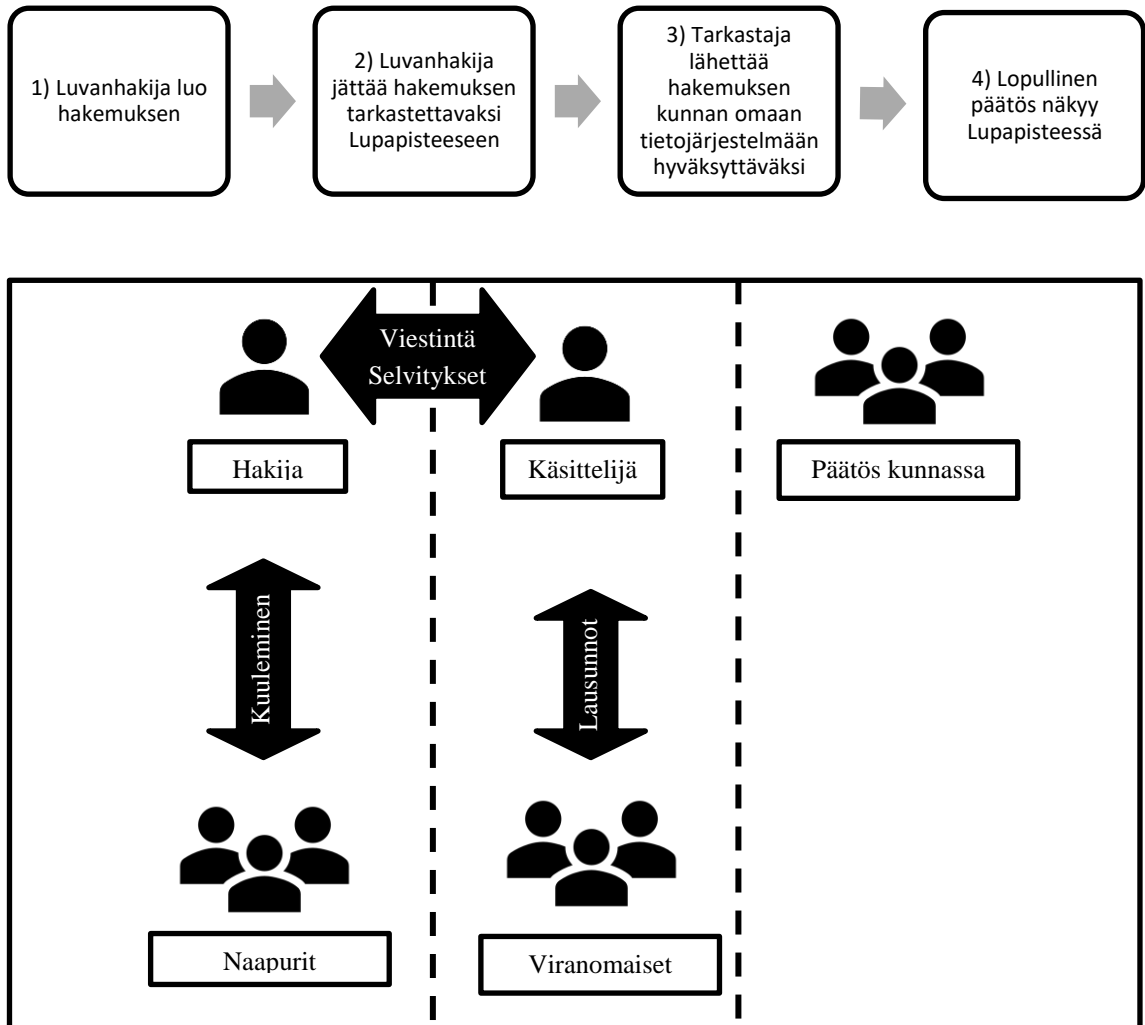 1) Luvanhakija luo
hakemuksen
2) Luvanhakija
jättää hakemuksen
tarkastettavaksi
Lupapisteeseen
3) Tarkastaja
lähettää
hakemuksen
kunnan omaan
tietojärjestelmään
hyväksyttäväksi
4) Lopullinen
päätös näkyy
Lupapisteessä
Viestintä
Selvitykset
Hakija
Käsittelijä
Päätös kunnassa
Kuuleminen
Lausunnot
Naapurit
Viranomaiset